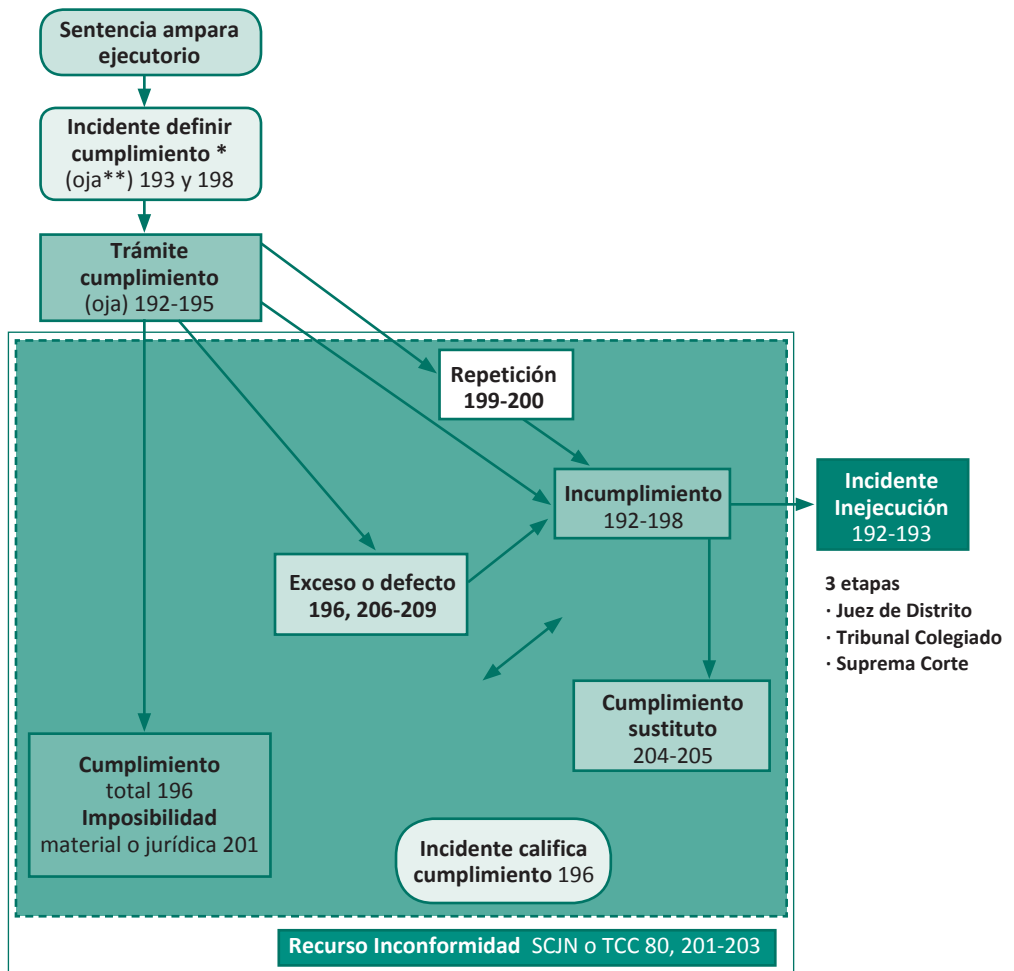 Sentencia ampara
ejecutorio
Incidente definir
cumplimiento *
(oja**) 193 y 198
Trámite
cumplimiento
(oja) 192-195
Repetición
199-200
Incumplimiento
192-198
Incidente
Inejecución
192-193
3 etapas
· Juez de Distrito
· Tribunal Colegiado
· Suprema Corte
Exceso o defecto
196, 206-209
Cumplimiento
sustituto
204-205
Cumplimiento
total 196
Imposibilidad
material o jurídica 201
Incidente califica
cumplimiento 196
Recurso Inconformidad SCJN o TCC 80, 201-203